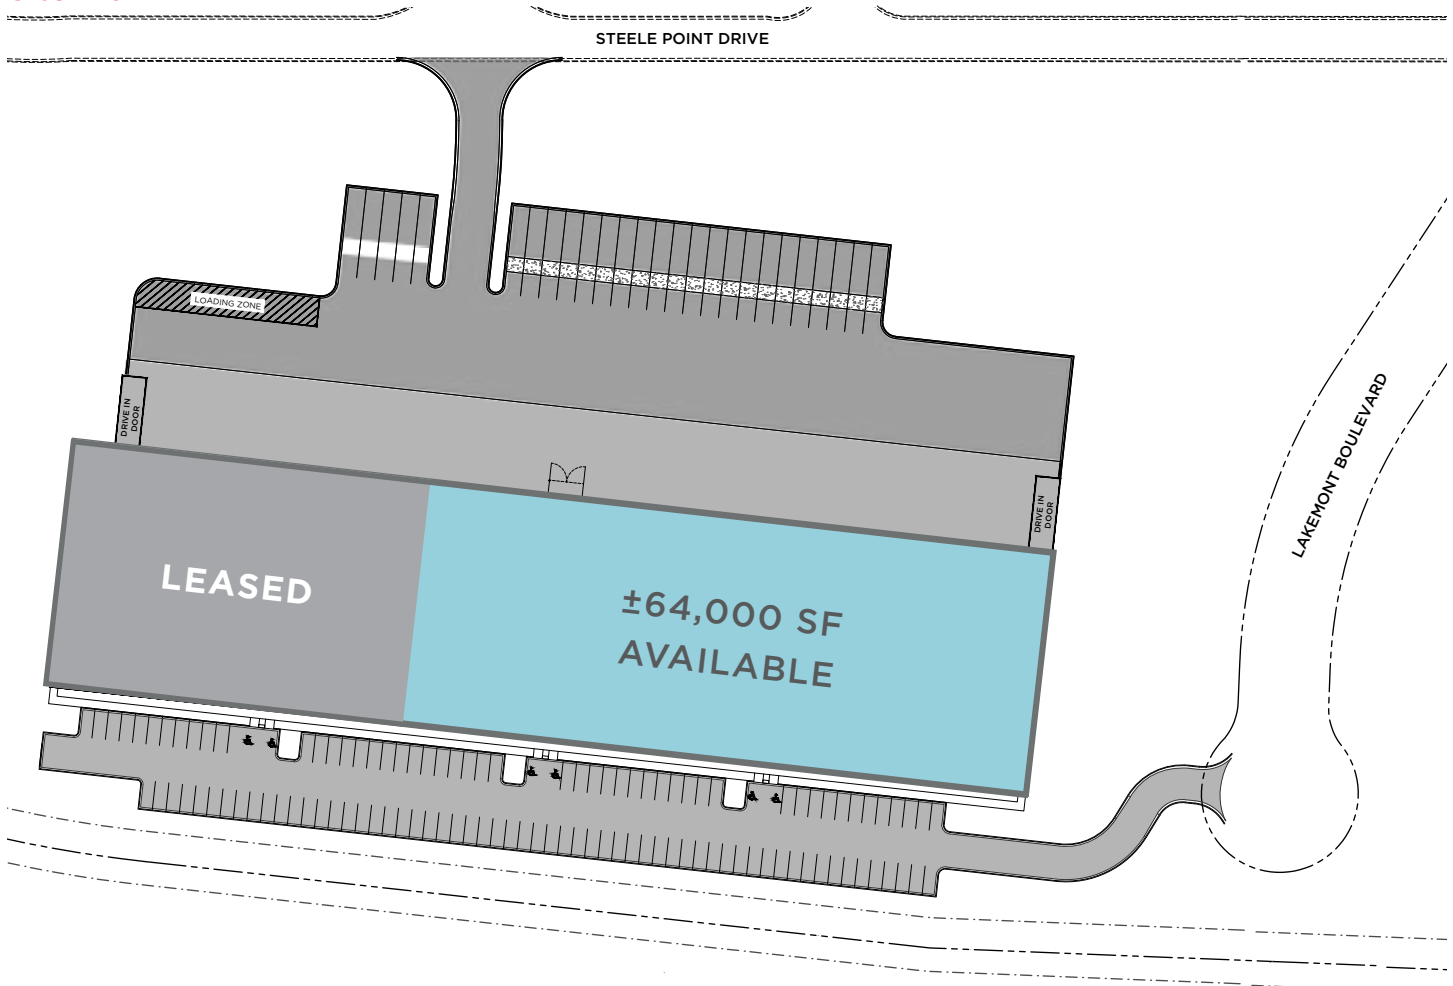 STEELE POINT DRIVE
LOADING ZONE
DRIVE IN
DOOR
LAKEMONT BOULEVARD
DRIVE IN
DOOR
LEASED
±64,000 SF
AVAILABLE